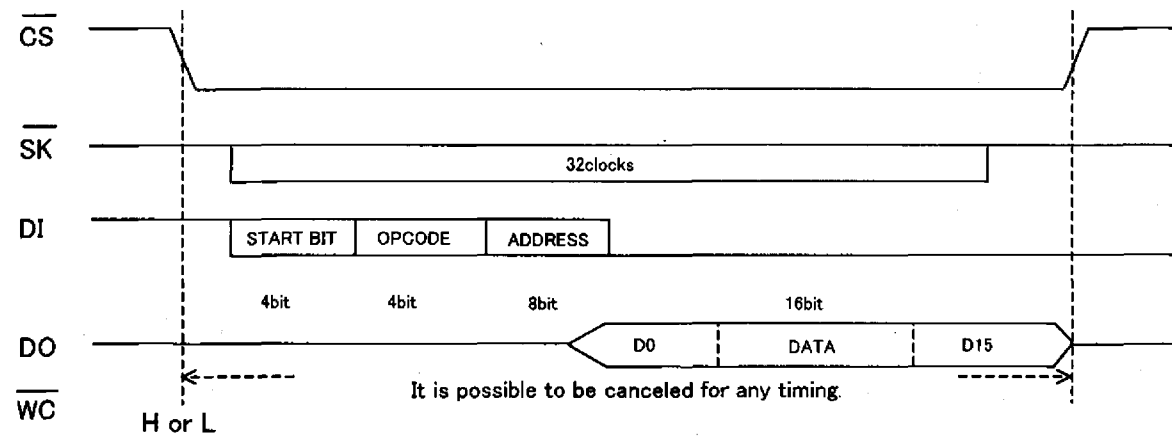 CS
SK
32clocks
DI
START BIT OPCODE ADDRESS
4bit 4bit 8bit 16bit
DO
D0 DATA D15
It is possible to be canceled for any timing.
WC
H or L